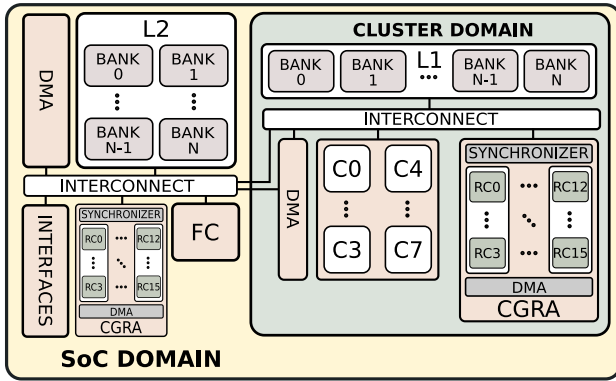 DMA
L2
BANK 0
BANK 1
BANK N-1
BANK N
INTERCONNECT
INTERFACES
SYNCHRONIZER
RC0
RC12
RC3
RC15
DMA
CGRA
FC
SoC DOMAIN
CLUSTER DOMAIN
L1
BANK 0
BANK 1
BANK N-1
BANK N
INTERCONNECT
DMA
C0
C4
C3
C7
SYNCHRONIZER
RC0
RC12
RC3
RC15
DMA
CGRA